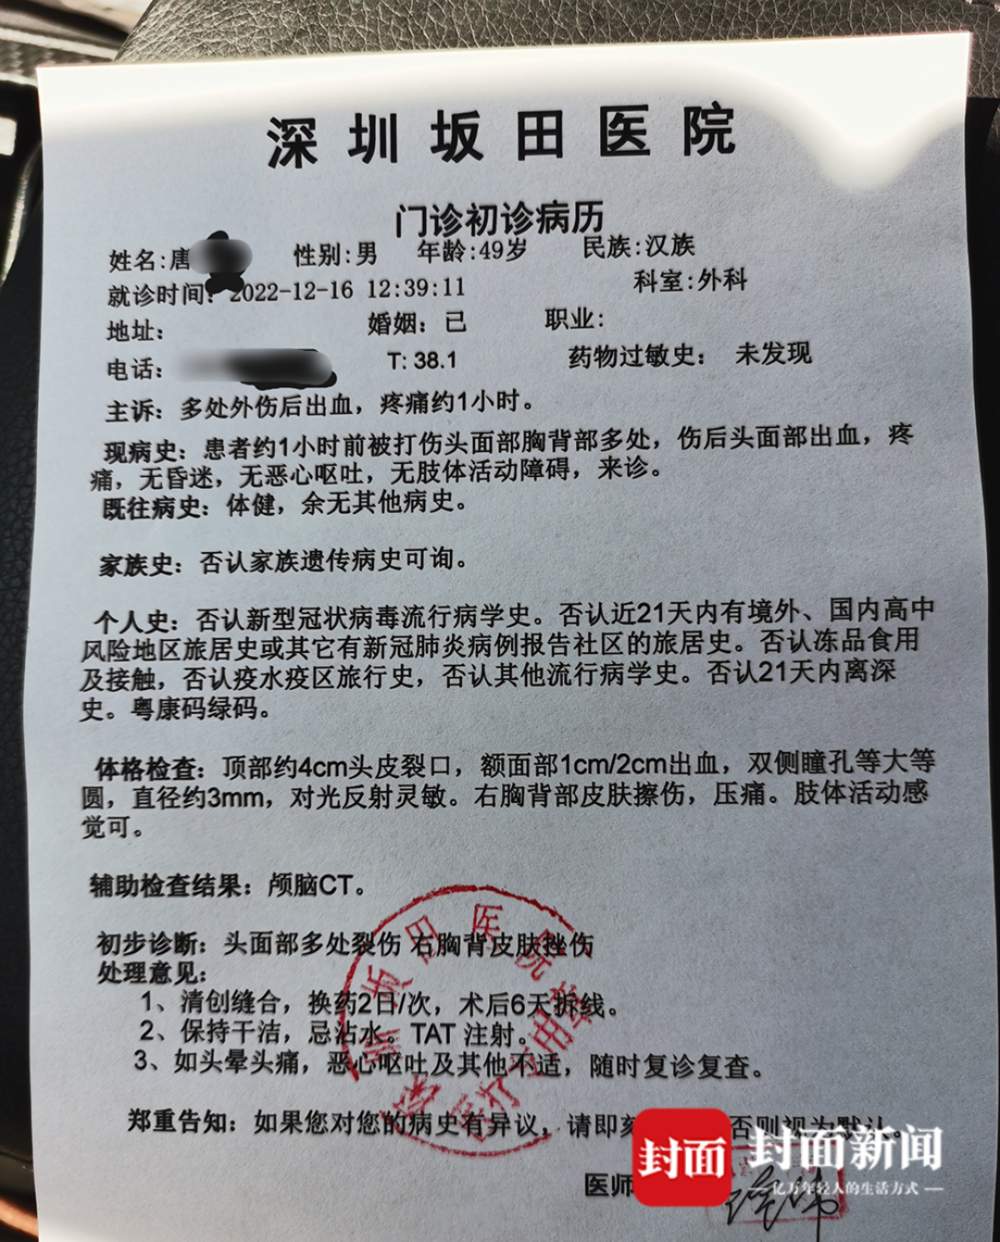 深圳坂田医院
门诊初诊病历
姓名:唐 性别:男 年龄:49岁 民族:汉族
就诊时间: 2022-12-16 12:39:11 科室:外科
地址: 婚姻: 已 职业:
电话: T: 38.1 药物过敏史: 未发现
主诉: 多处外伤后出血，疼痛约1小时。
现病史: 患者约1小时前被打伤头面部胸背部多处，伤后头面部出血，疼
痛，无昏迷，无恶心呕吐，无肢体活动障碍，来诊。
既往病史: 体健，余无其他病史。
家族史: 否认家族遗传病史可询。
个人史: 否认新型冠状病毒流行病学史。否认近21天内有境外、国内高中
风险地区旅居史或其它有新冠肺炎病例报告社区的旅居史。否认冻品食用
及接触，否认疫水疫区旅行史，否认其他流行病学史。否认21天内离深
史。粤康码绿码。
体格检查: 顶部约4cm头皮裂口，额面部1cm/2cm出血，双侧瞳孔等大等
圆，直径约3mm，对光反射灵敏。右胸背部皮肤擦伤，压痛。肢体活动感
觉可。
辅助检查结果: 颅脑CT。
初步诊断: 头面部多处裂伤 右胸背皮肤挫伤
处理意见:
1、清创缝合，换药2日/次，术后6天拆线。
2、保持干洁，忌沾水。TAT 注射。
3、如头晕头痛，恶心呕吐及其他不适，随时复诊复查。
郑重告知: 如果您对您的病史有异议，请即刻 否则视为默认。
医师
坂田医院
医疗专用章
封面
封面新闻
亿万年轻人的生活方式